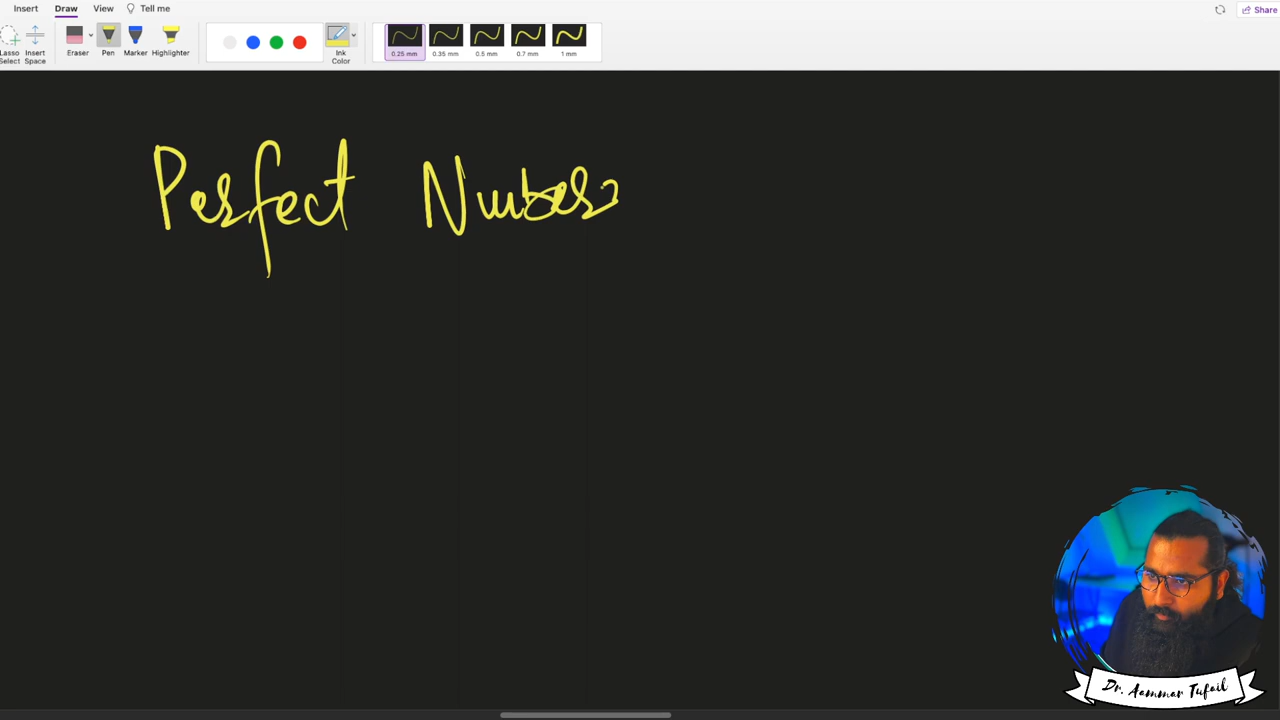 Insert Draw View Tell me Share
Lasso Select Insert Space Eraser Pen Marker Highlighter Ink Color 0.25 mm 0.35 mm 0.5 mm 0.7 mm 1 mm
Perfect Numbers
Dr. Aammar Tufail